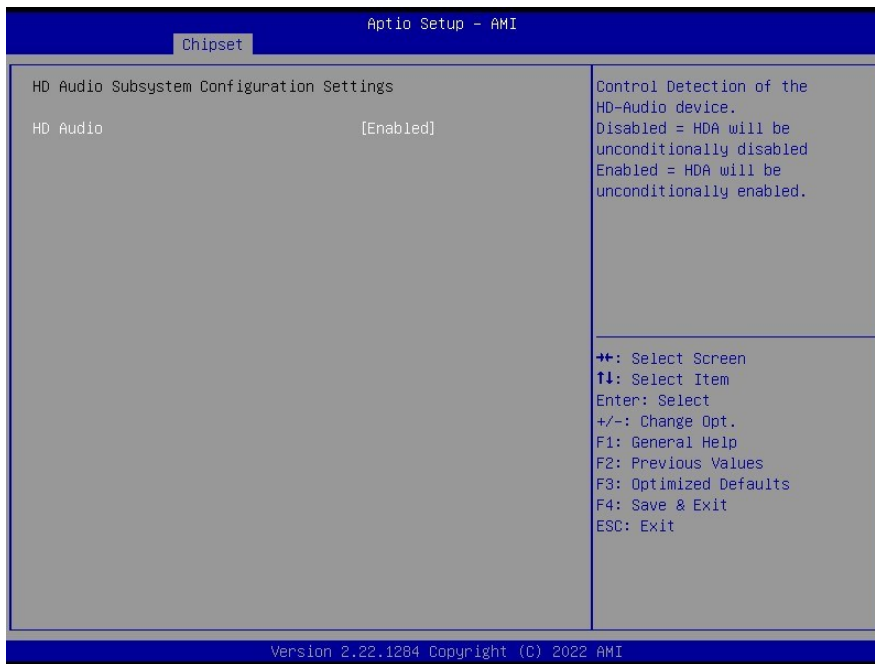 Aptio Setup - AMI
Chipset
HD Audio Subsystem Configuration Settings
HD Audio [Enabled]
Control Detection of the
HD-Audio device.
Disabled = HDA will be
unconditionally disabled
Enabled = HDA will be
unconditionally enabled.
→←: Select Screen
↑↓: Select Item
Enter: Select
+/-: Change Opt.
F1: General Help
F2: Previous Values
F3: Optimized Defaults
F4: Save & Exit
ESC: Exit
Version 2.22.1284 Copyright (C) 2022 AMI